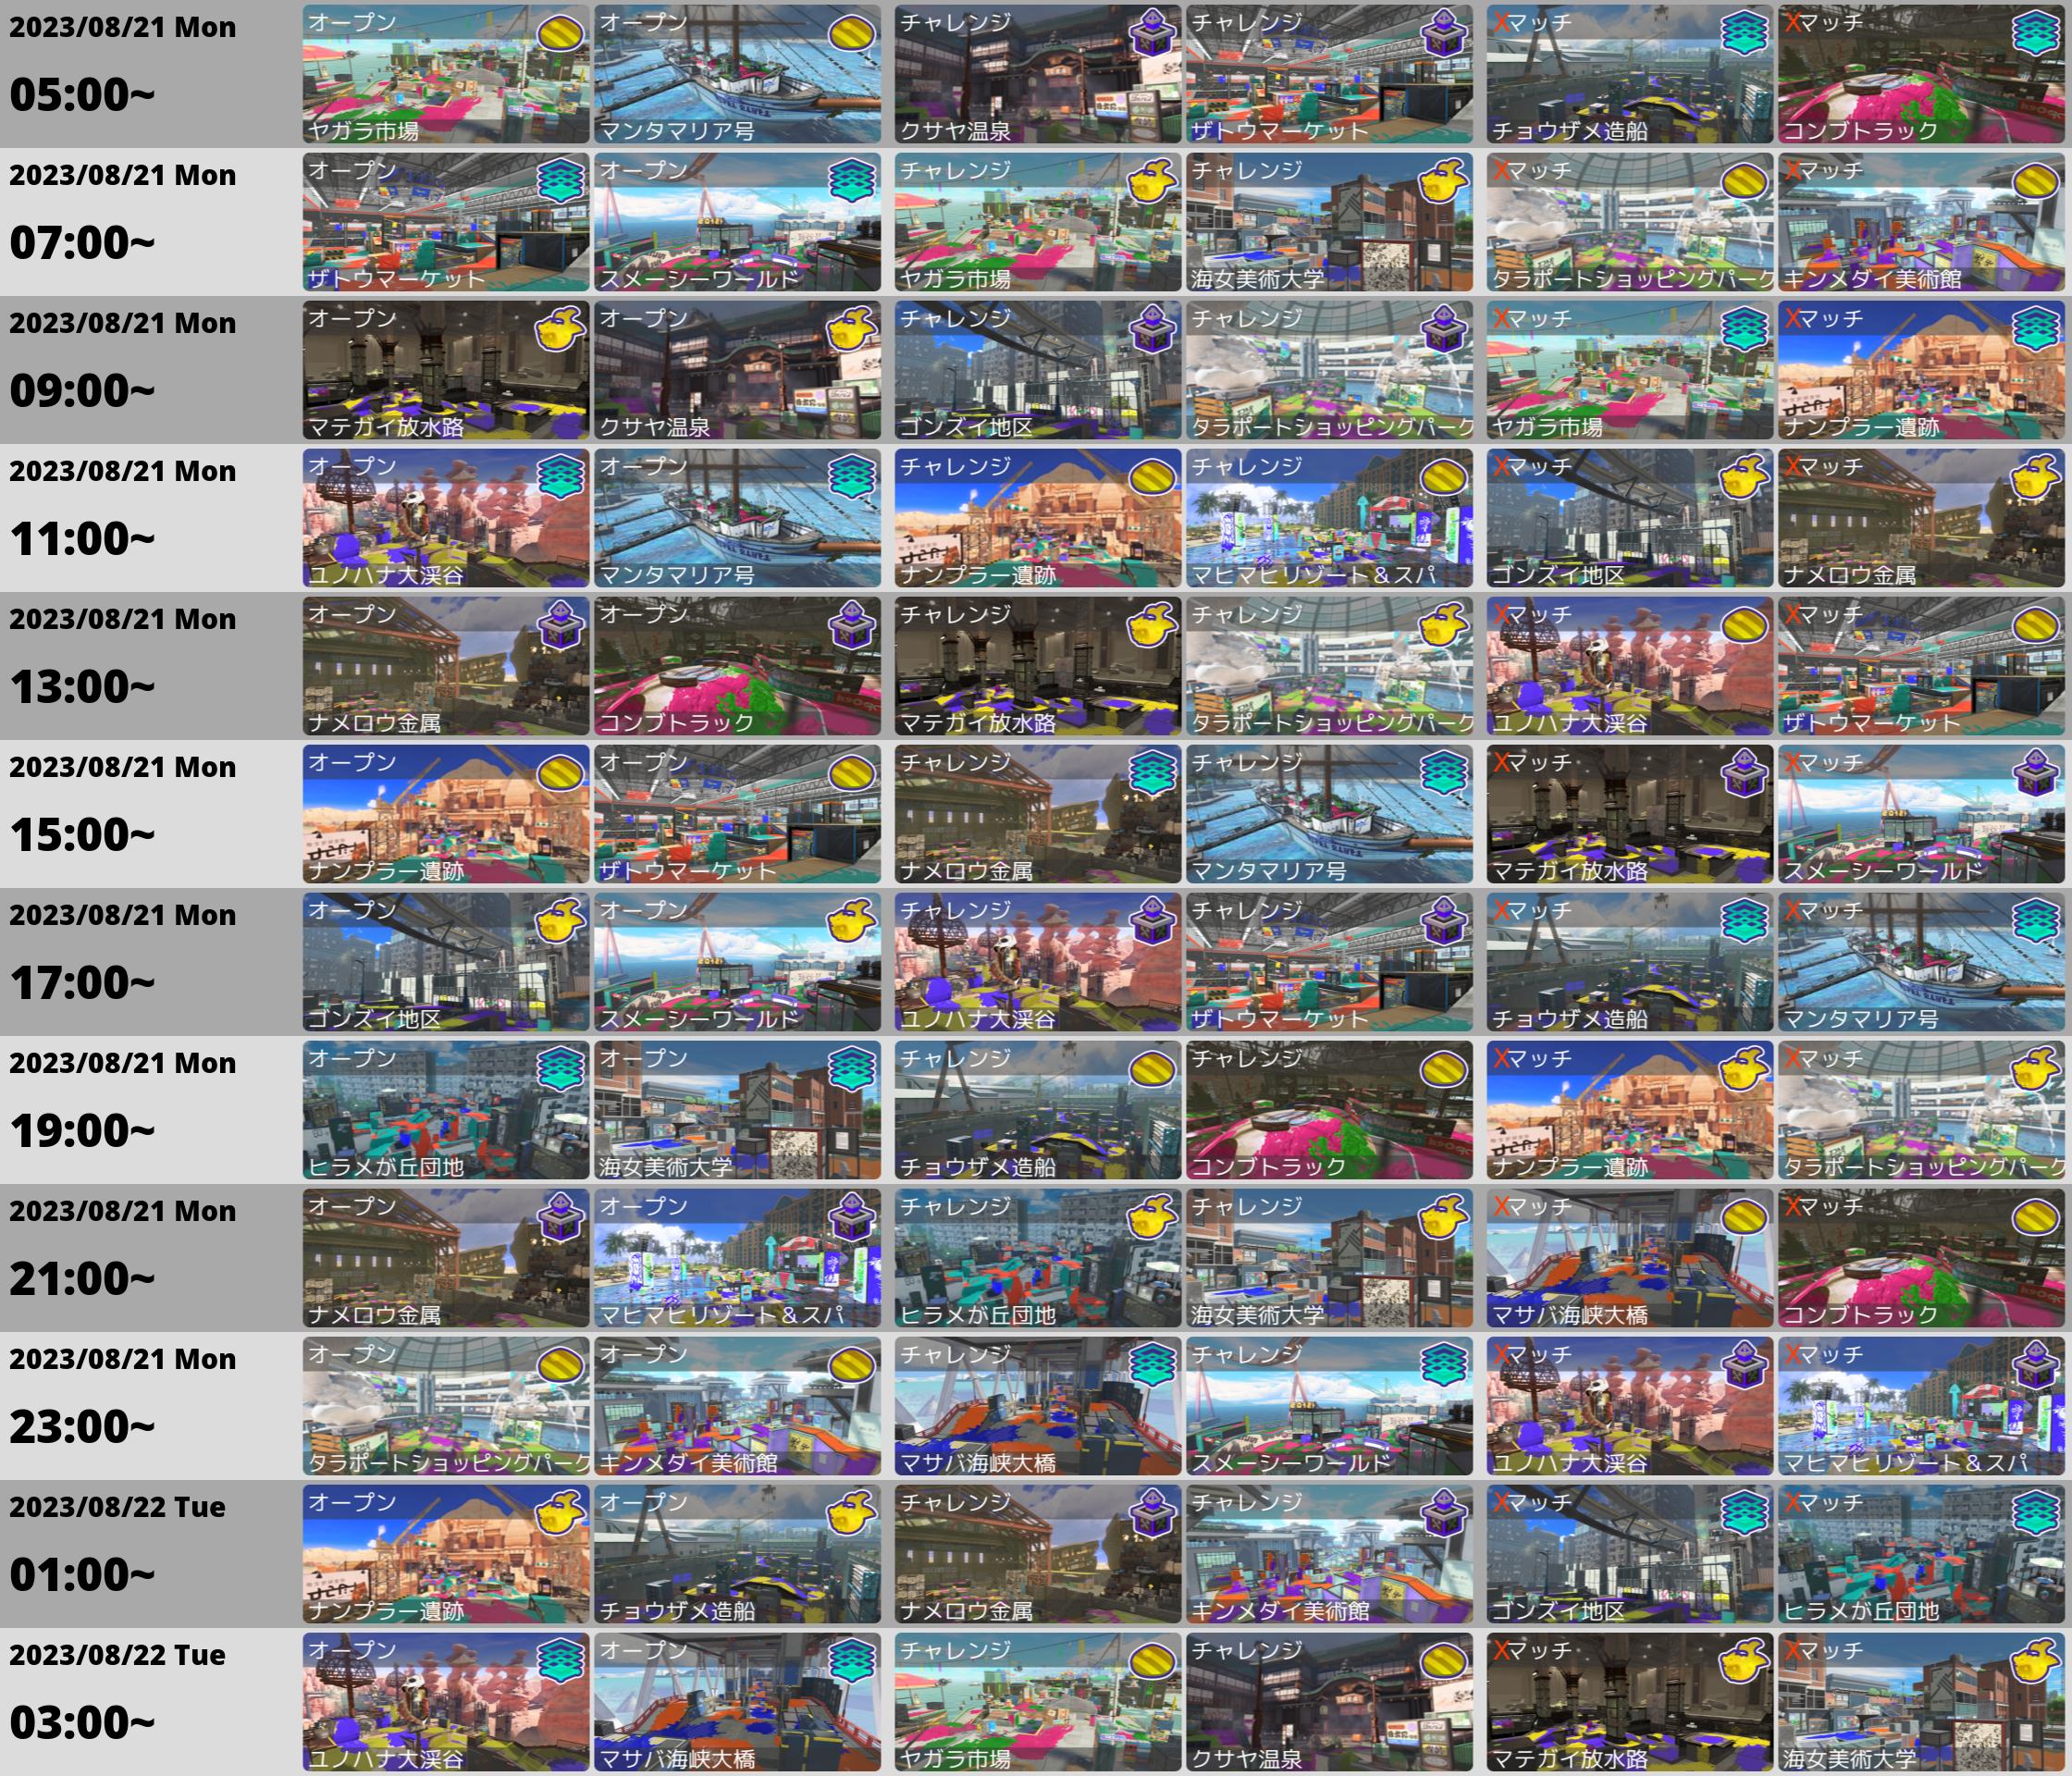 2023/08/21 Mon
05:00~
オープン オープン チャレンジ チャレンジ Xマッチ Xマッチ
ヤガラ市場 マンタマリア号 クサヤ温泉 ザトウマーケット チョウザメ造船 コンブトラック
2023/08/21 Mon
07:00~
オープン オープン チャレンジ チャレンジ Xマッチ Xマッチ
ザトウマーケット スメーシーワールド ヤガラ市場 海女美術大学 タラポートショッピングパーク キンメダイ美術館
2023/08/21 Mon
09:00~
オープン オープン チャレンジ チャレンジ Xマッチ Xマッチ
マテガイ放水路 クサヤ温泉 ゴンズイ地区 タラポートショッピングパーク ヤガラ市場 ナンプラー遺跡
2023/08/21 Mon
11:00~
オープン オープン チャレンジ チャレンジ Xマッチ Xマッチ
ユノハナ大渓谷 マンタマリア号 ナンプラー遺跡 マヒマヒリゾート＆スパ ゴンズイ地区 ナメロウ金属
2023/08/21 Mon
13:00~
オープン オープン チャレンジ チャレンジ Xマッチ Xマッチ
ナメロウ金属 コンブトラック マテガイ放水路 タラポートショッピングパーク ユノハナ大渓谷 ザトウマーケット
2023/08/21 Mon
15:00~
オープン オープン チャレンジ チャレンジ Xマッチ Xマッチ
ナンプラー遺跡 ザトウマーケット ナメロウ金属 マンタマリア号 マテガイ放水路 スメーシーワールド
2023/08/21 Mon
17:00~
オープン オープン チャレンジ チャレンジ Xマッチ Xマッチ
ゴンズイ地区 スメーシーワールド ユノハナ大渓谷 ザトウマーケット チョウザメ造船 マンタマリア号
2023/08/21 Mon
19:00~
オープン オープン チャレンジ チャレンジ Xマッチ Xマッチ
ヒラメが丘団地 海女美術大学 チョウザメ造船 コンブトラック ナンプラー遺跡 タラポートショッピングパーク
2023/08/21 Mon
21:00~
オープン オープン チャレンジ チャレンジ Xマッチ Xマッチ
ナメロウ金属 マヒマヒリゾート＆スパ ヒラメが丘団地 海女美術大学 マサバ海峡大橋 コンブトラック
2023/08/21 Mon
23:00~
オープン オープン チャレンジ チャレンジ Xマッチ Xマッチ
タラポートショッピングパーク キンメダイ美術館 マサバ海峡大橋 スメーシーワールド ユノハナ大渓谷 マヒマヒリゾート＆スパ
2023/08/22 Tue
01:00~
オープン オープン チャレンジ チャレンジ Xマッチ Xマッチ
ナンプラー遺跡 チョウザメ造船 ナメロウ金属 キンメダイ美術館 ゴンズイ地区 ヒラメが丘団地
2023/08/22 Tue
03:00~
オープン オープン チャレンジ チャレンジ Xマッチ Xマッチ
ユノハナ大渓谷 マサバ海峡大橋 ヤガラ市場 クサヤ温泉 マテガイ放水路 海女美術大学